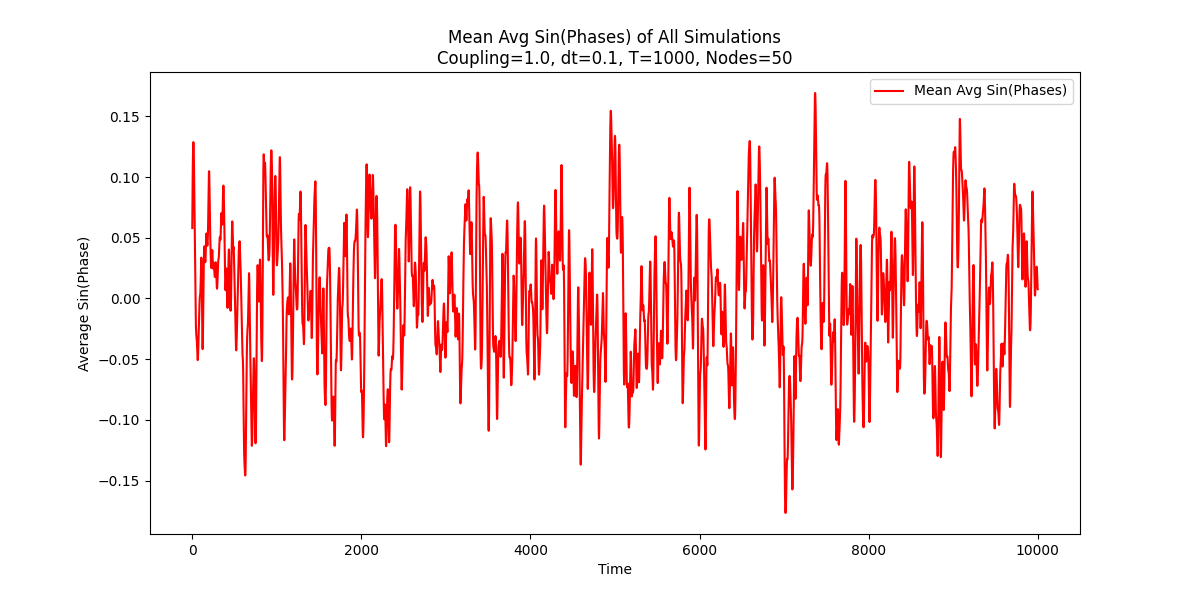 Mean Avg Sin(Phases) of All Simulations
Coupling=1.0, dt=0.1, T=1000, Nodes=50
Mean Avg Sin(Phases)
Average Sin(Phase)
0.15
0.10
0.05
0.00
−0.05
−0.10
−0.15
0 2000 4000 6000 8000 10000
Time